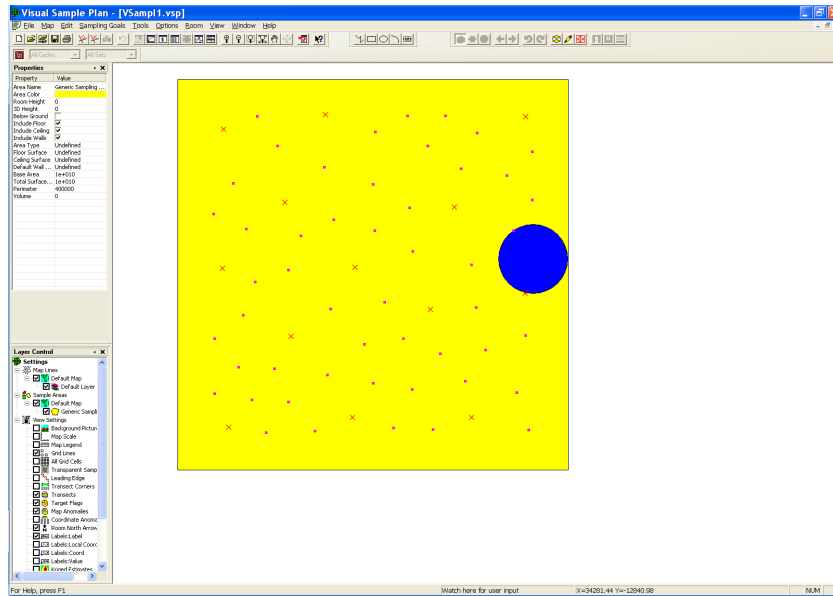 Visual Sample Plan - [VSampl1.vsp]
File Map Edit Sampling Goals Tools Options Room View Window Help
All Cycles All Sets
Properties
Property Value
Area Name Generic Sampling ...
Area Color
Room Height 0
3D Height 0
Below Ground
Include Floor
Include Ceiling
Include Walls
Area Type Undefined
Floor Surface Undefined
Ceiling Surface Undefined
Default Wall ... Undefined
Base Area 1e+010
Total Surface... 1e+010
Perimeter 400000
Volume 0
Layer Control
Settings
Map Lines
Default Map
Default Layer
Sample Areas
Default Map
Generic Sampli
View Settings
Background Pictur
Map Scale
Map Legend
Grid Lines
All Grid Cells
Transparent Samp
Leading Edge
Transect Corners
Transects
Target Flags
Map Anomalies
Coordinate Anoma
Room North Arrow
Labels:Label
Labels:Local Coorc
Labels:Coord
Labels:Value
Kriged Estimates
For Help, press F1 Watch here for user input X=34281.44 Y=-12840.98 NUM